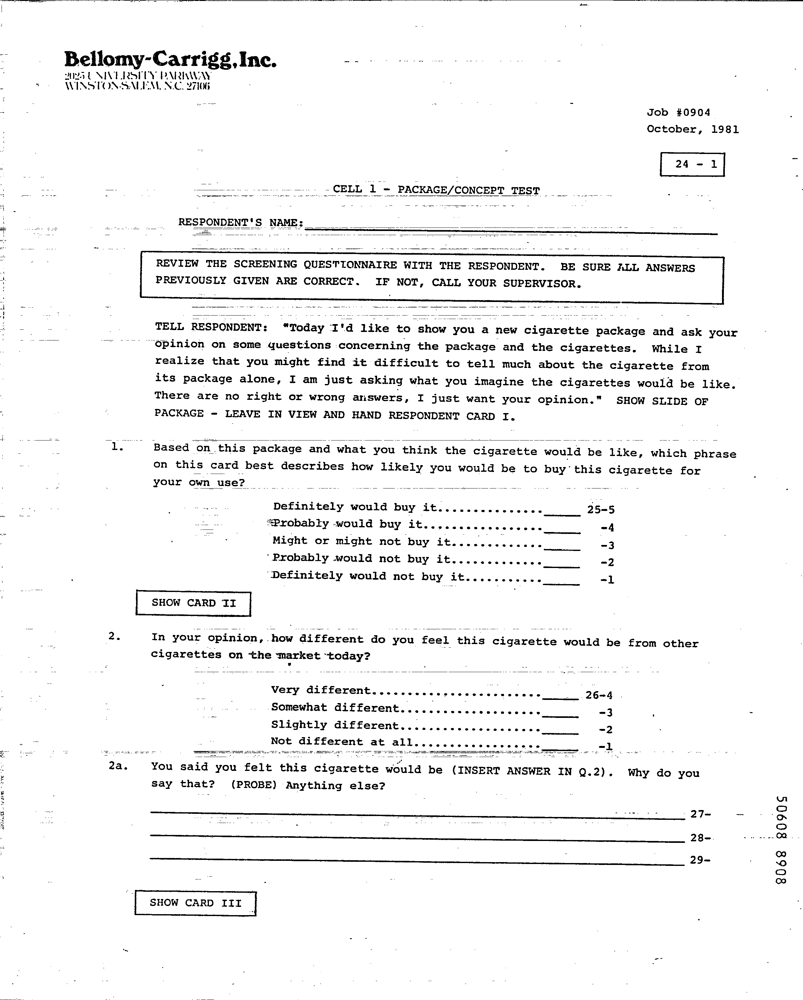 Bellomy-Carrigg, Inc.
2025 UNIVERSITY PARKWAY
WINSTON-SALEM, N.C. 27106
Job #0904
October, 1981
24 - 1
CELL 1 - PACKAGE/CONCEPT TEST
RESPONDENT'S NAME:
REVIEW THE SCREENING QUESTIONNAIRE WITH THE RESPONDENT. BE SURE ALL ANSWERS
PREVIOUSLY GIVEN ARE CORRECT. IF NOT, CALL YOUR SUPERVISOR.
TELL RESPONDENT: "Today I'd like to show you a new cigarette package and ask your
opinion on some questions concerning the package and the cigarettes. While I
realize that you might find it difficult to tell much about the cigarette from
its package alone, I am just asking what you imagine the cigarettes would be like.
There are no right or wrong answers, I just want your opinion." SHOW SLIDE OF
PACKAGE - LEAVE IN VIEW AND HAND RESPONDENT CARD I.
1. Based on this package and what you think the cigarette would be like, which phrase
on this card best describes how likely you would be to buy this cigarette for
your own use?
Definitely would buy it..............._____ 25-5
Probably would buy it................._____ -4
Might or might not buy it............._____ -3
Probably would not buy it............._____ -2
Definitely would not buy it..........._____ -1
SHOW CARD II
2. In your opinion, how different do you feel this cigarette would be from other
cigarettes on the market today?
Very different........................_____ 26-4
Somewhat different...................._____ -3
Slightly different...................._____ -2
Not different at all.................._____ -1
2a. You said you felt this cigarette would be (INSERT ANSWER IN Q.2). Why do you
say that? (PROBE) Anything else?
27-
28-
29-
SHOW CARD III
50608 8908